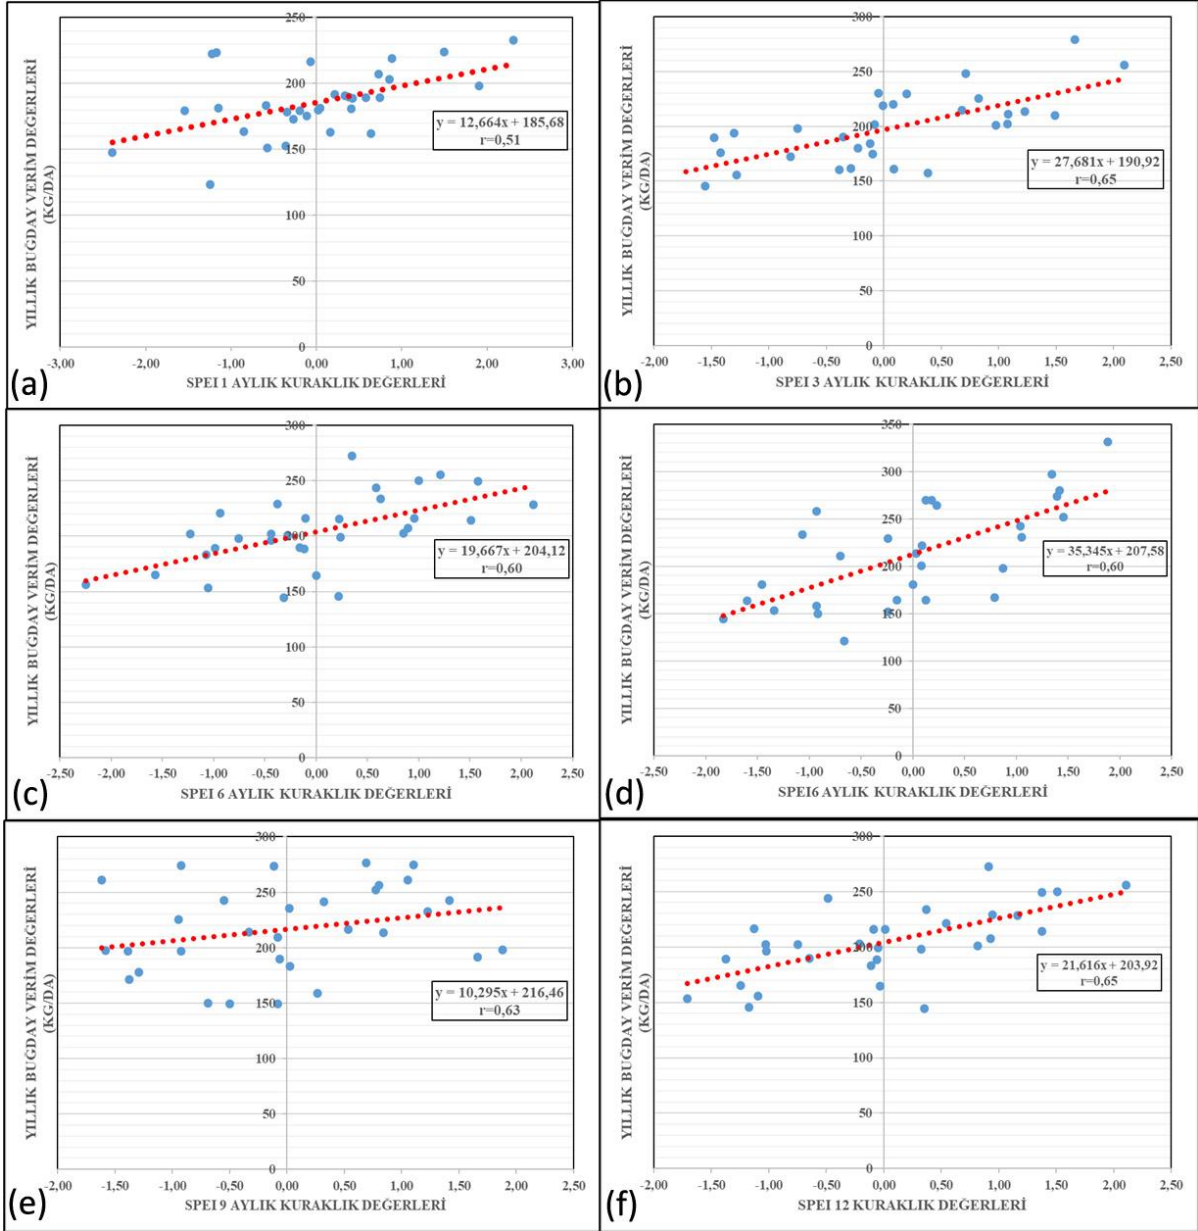 YILLIK BUĞDAY VERİM DEĞERLERİ
(KG/DA)
250
200
150
100
50
0
y = 12,664x + 185,68
r=0,51
-3,00 -2,00 -1,00 0,00 1,00 2,00 3,00
(a) SPEI 1 AYLIK KURAKLIK DEĞERLERİ
YILLIK BUĞDAY VERİM DEĞERLERİ
(KG/DA)
300
250
200
150
100
50
0
y = 27,681x + 190,92
r=0,65
-2,00 -1,50 -1,00 -0,50 0,00 0,50 1,00 1,50 2,00 2,50
(b) SPEI 3 AYLIK KURAKLIK DEĞERLERİ
YILLIK BUĞDAY VERİM DEĞERLERİ
(KG/DA)
300
250
200
150
100
50
0
y = 19,667x + 204,12
r=0,60
-2,50 -2,00 -1,50 -1,00 -0,50 0,00 0,50 1,00 1,50 2,00 2,50
(c) SPEI 6 AYLIK KURAKLIK DEĞERLERİ
YILLIK BUĞDAY VERİM DEĞERLERİ
(KG/DA)
350
300
250
200
150
100
50
0
y = 35,345x + 207,58
r=0,60
-2,50 -2,00 -1,50 -1,00 -0,50 0,00 0,50 1,00 1,50 2,00 2,50
(d) SPEI6 AYLIK KURAKLIK DEĞERLERİ
YILLIK BUĞDAY VERİM DEĞERLERİ
(KG/DA)
300
250
200
150
100
50
0
y = 10,295x + 216,46
r=0,63
-2,00 -1,50 -1,00 -0,50 0,00 0,50 1,00 1,50 2,00 2,50
(e) SPEI 9 AYLIK KURAKLIK DEĞERLERİ
YILLIK BUĞDAY VERİM DEĞERLERİ
(KG/DA)
300
250
200
150
100
50
0
y = 21,616x + 203,92
r=0,65
-2,00 -1,50 -1,00 -0,50 0,00 0,50 1,00 1,50 2,00 2,50
(f) SPEI 12 KURAKLIK DEĞERLERİ